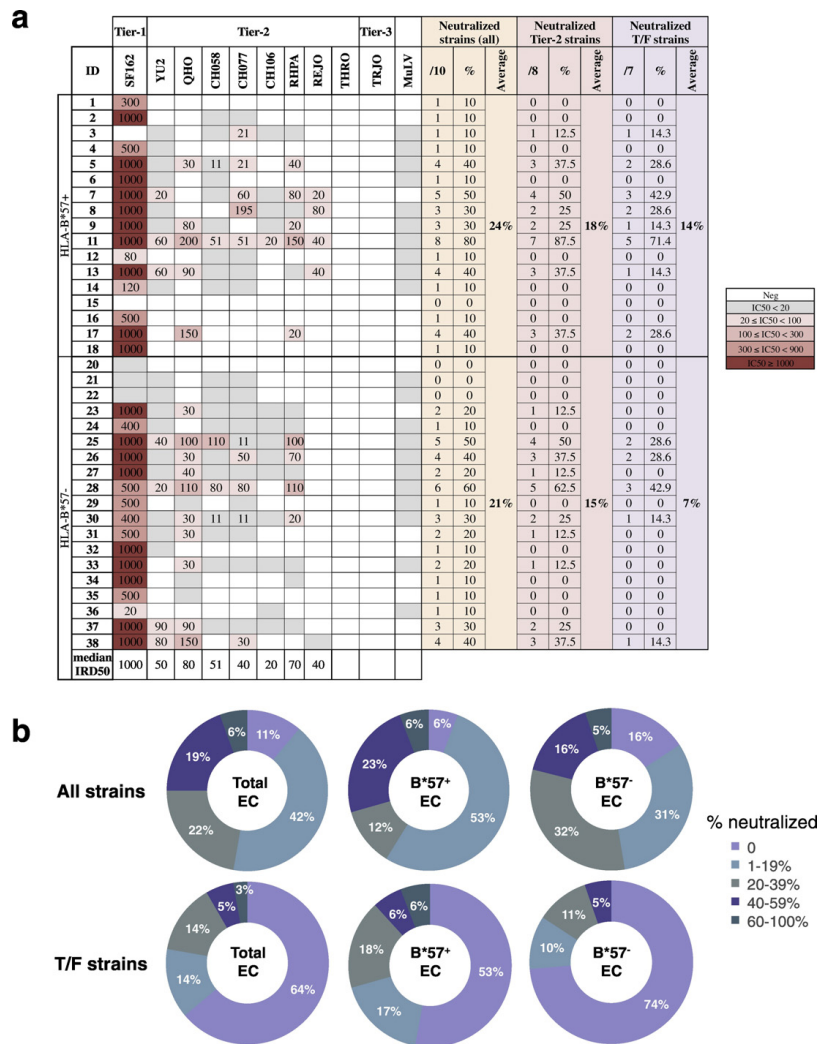 a
Tier-1 Tier-2 Tier-3 Neutralized strains (all) Neutralized Tier-2 strains Neutralized T/F strains
ID SF162 YU2 QHO CH058 CH077 CH106 RHPA REJO THRO TRJO MuLV /10 % Average /8 % Average /7 % Average
HLA-B*57+
1 300 1 10 0 0 0 0
2 1000 1 10 0 0 0 0
3 21 1 10 1 12.5 1 14.3
4 500 1 10 0 0 0 0
5 1000 30 11 21 40 4 40 3 37.5 2 28.6
6 1000 1 10 0 0 0 0
7 1000 20 60 80 20 5 50 4 50 3 42.9
8 1000 195 80 3 30 2 25 2 28.6
9 1000 80 20 3 30 2 25 1 14.3
24% 18% 14%
11 1000 60 200 51 51 20 150 40 8 80 7 87.5 5 71.4
12 80 1 10 0 0 0 0
13 1000 60 90 40 4 40 3 37.5 1 14.3
14 120 1 10 0 0 0 0
15 0 0 0 0 0 0
16 500 1 10 0 0 0 0
17 1000 150 20 4 40 3 37.5 2 28.6
18 1000 1 10 0 0 0 0
HLA-B*57-
20 0 0 0 0 0 0
21 0 0 0 0 0 0
22 0 0 0 0 0 0
23 1000 30 2 20 1 12.5 0 0
24 400 1 10 0 0 0 0
25 1000 40 100 110 11 100 5 50 4 50 2 28.6
26 1000 30 50 70 4 40 3 37.5 2 28.6
27 1000 40 2 20 1 12.5 0 0
28 500 20 110 80 80 110 6 60 5 62.5 3 42.9
29 500 1 10 21% 0 0 15% 0 0 7%
30 400 30 11 11 20 3 30 2 25 1 14.3
31 500 30 2 20 1 12.5 0 0
32 1000 1 10 0 0 0 0
33 1000 30 2 20 1 12.5 0 0
34 1000 1 10 0 0 0 0
35 500 1 10 0 0 0 0
36 20 1 10 0 0 0 0
37 1000 90 90 3 30 2 25 0 0
38 1000 80 150 30 4 40 3 37.5 1 14.3
median IRD50 1000 50 80 51 40 20 70 40
Neg
IC50 < 20
20 ≤ IC50 < 100
100 ≤ IC50 < 300
300 ≤ IC50 < 900
IC50 ≥ 1000
b
All strains
Total EC
11%
42%
22%
19%
6%
B*57+ EC
6%
53%
12%
23%
6%
B*57- EC
16%
31%
32%
16%
5%
T/F strains
Total EC
64%
14%
14%
5%
3%
B*57+ EC
53%
17%
18%
6%
6%
B*57- EC
74%
10%
11%
5%
% neutralized
0
1-19%
20-39%
40-59%
60-100%